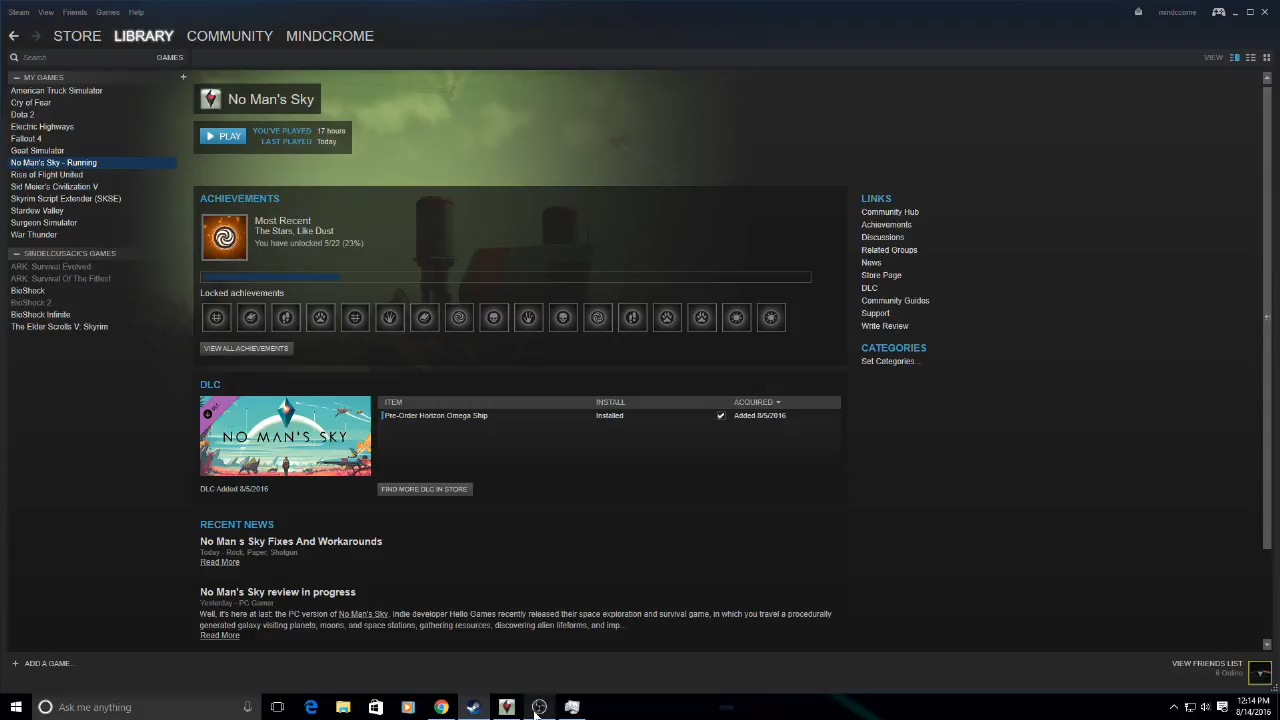 Steam View Friends Games Help
mindccome
STORE LIBRARY COMMUNITY MINDCROME
Search GAMES VIEW
MY GAMES
American Truck Simulator
Cry of Fear
Dota 2
Electric Highways
Fallout 4
Goat Simulator
No Man's Sky - Running
Rise of Flight United
Sid Meier's Civilization V
Skyrim Script Extender (SKSE)
Stardew Valley
Surgeon Simulator
War Thunder
SINDELCUSACK'S GAMES
ARK: Survival Evolved
ARK: Survival Of The Fittest
BioShock
BioShock 2
BioShock Infinite
The Elder Scrolls V: Skyrim
No Man's Sky
PLAY
YOU'VE PLAYED 17 hours
LAST PLAYED Today
ACHIEVEMENTS
Most Recent
The Stars, Like Dust
You have unlocked 5/22 (23%)
Locked achievements
VIEW ALL ACHIEVEMENTS
LINKS
Community Hub
Achievements
Discussions
Related Groups
News
Store Page
DLC
Community Guides
Support
Write Review
CATEGORIES
Set Categories...
DLC
NO MAN'S SKY
DLC Added 8/5/2016
ITEM INSTALL ACQUIRED
Pre-Order Horizon Omega Ship Installed Added 8/5/2016
FIND MORE DLC IN STORE
RECENT NEWS
No Man s Sky Fixes And Workarounds
Today - Rock, Paper, Shotgun
Read More
No Man's Sky review in progress
Yesterday - PC Gamer
Well, it's here at last: the PC version of No Man's Sky. Indie developer Hello Games recently released their space exploration and survival game, in which you travel a procedurally
generated galaxy visiting planets, moons, and space stations, gathering resources, discovering alien lifeforms, and imp...
Read More
+ ADD A GAME...
VIEW FRIENDS LIST
6 Online
Ask me anything
12:14 PM
8/14/2016